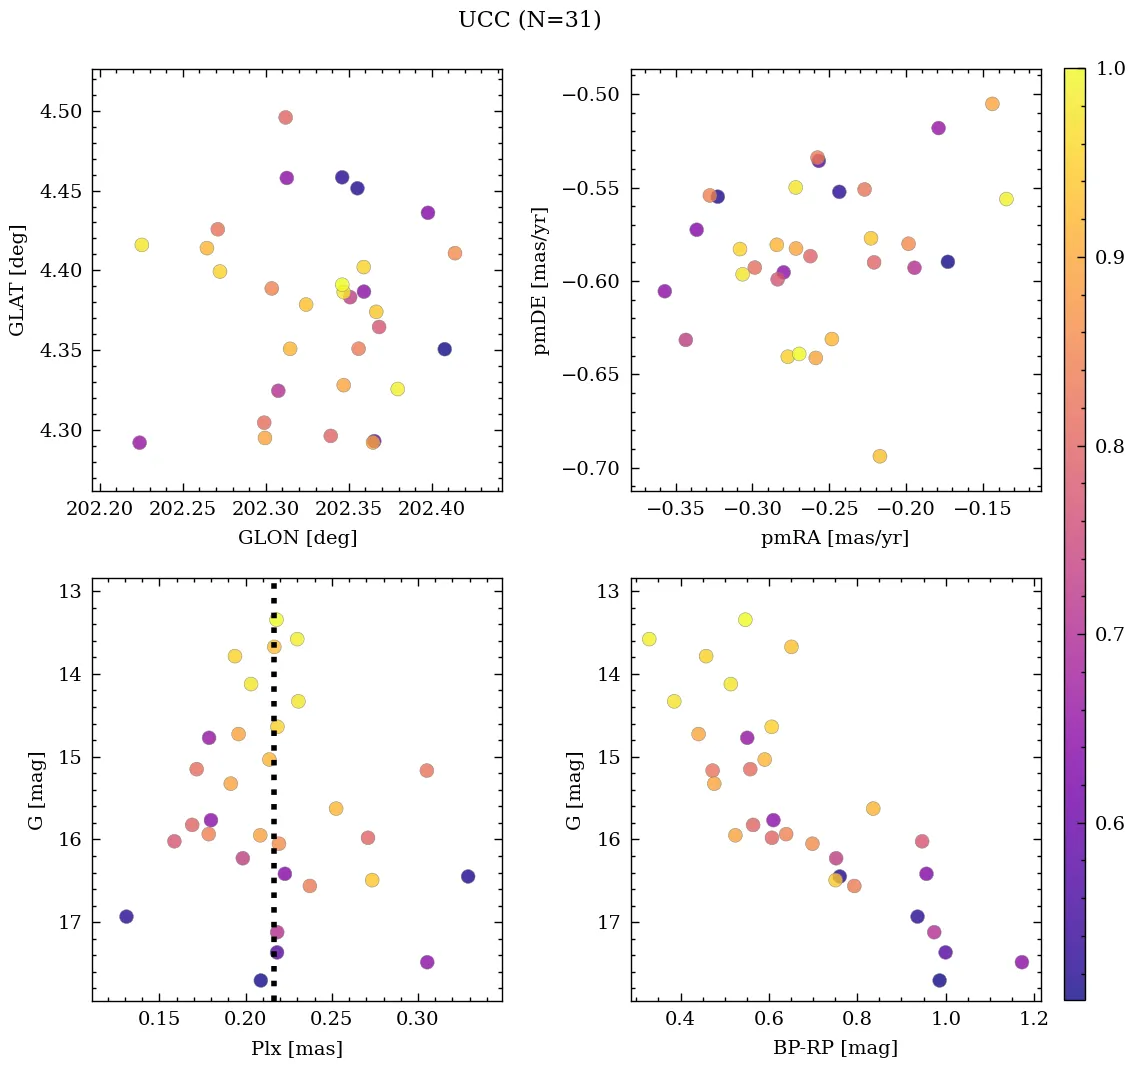 UCC (N=31)
4.50
4.45
4.40
4.35
4.30
GLAT [deg]
202.20 202.25 202.30 202.35 202.40
GLON [deg]
−0.50
−0.55
−0.60
−0.65
−0.70
pmDE [mas/yr]
−0.35 −0.30 −0.25 −0.20 −0.15
pmRA [mas/yr]
13
14
15
16
17
G [mag]
0.15 0.20 0.25 0.30
Plx [mas]
13
14
15
16
17
G [mag]
0.4 0.6 0.8 1.0 1.2
BP-RP [mag]
1.0
0.9
0.8
0.7
0.6